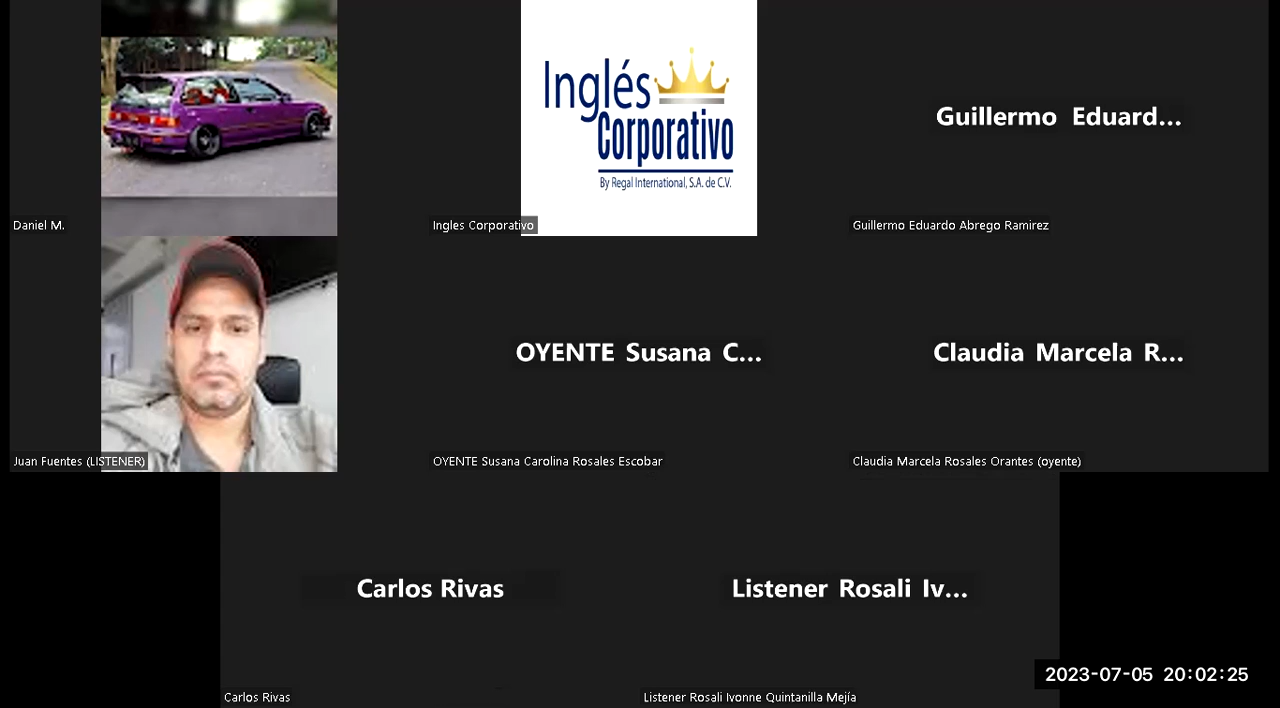 Inglés
Corporativo
By Regal International, S.A. de C.V.
Guillermo Eduard...
Daniel M.
Ingles Corporativo
Guillermo Eduardo Abrego Ramirez
OYENTE Susana C...
Claudia Marcela R...
Juan Fuentes (LISTENER)
OYENTE Susana Carolina Rosales Escobar
Claudia Marcela Rosales Orantes (oyente)
Carlos Rivas
Listener Rosali Iv...
2023-07-05 20:02:25
Carlos Rivas
Listener Rosali Ivonne Quintanilla Mejía